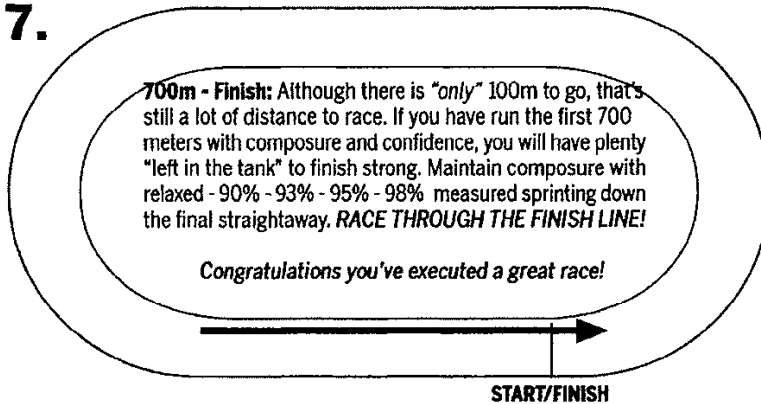 7.
700m - Finish: Although there is "only" 100m to go, that's
still a lot of distance to race. If you have run the first 700
meters with composure and confidence, you will have plenty
"left in the tank" to finish strong. Maintain composure with
relaxed - 90% - 93% - 95% - 98% measured sprinting down
the final straightaway. RACE THROUGH THE FINISH LINE!
Congratulations you've executed a great race!
START/FINISH